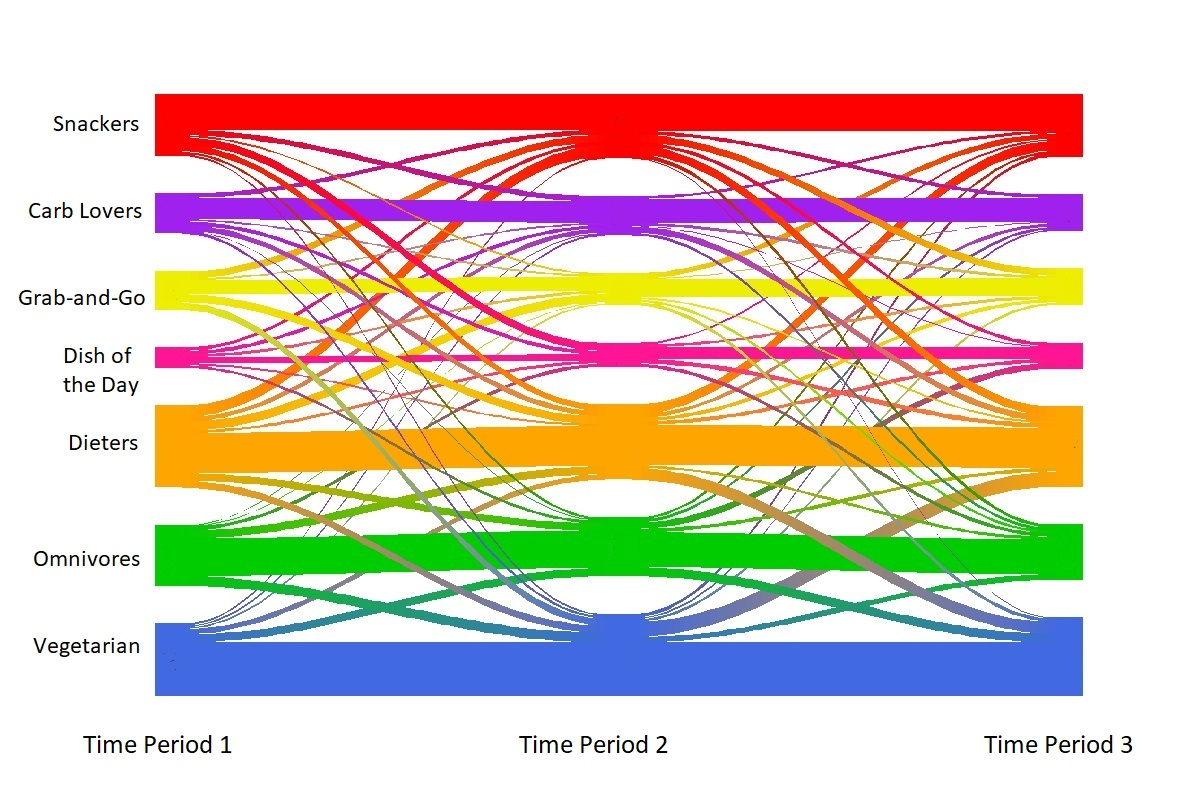 Snackers
Carb Lovers
Grab-and-Go
Dish of
the Day
Dieters
Omnivores
Vegetarian
Time Period 1
Time Period 2
Time Period 3